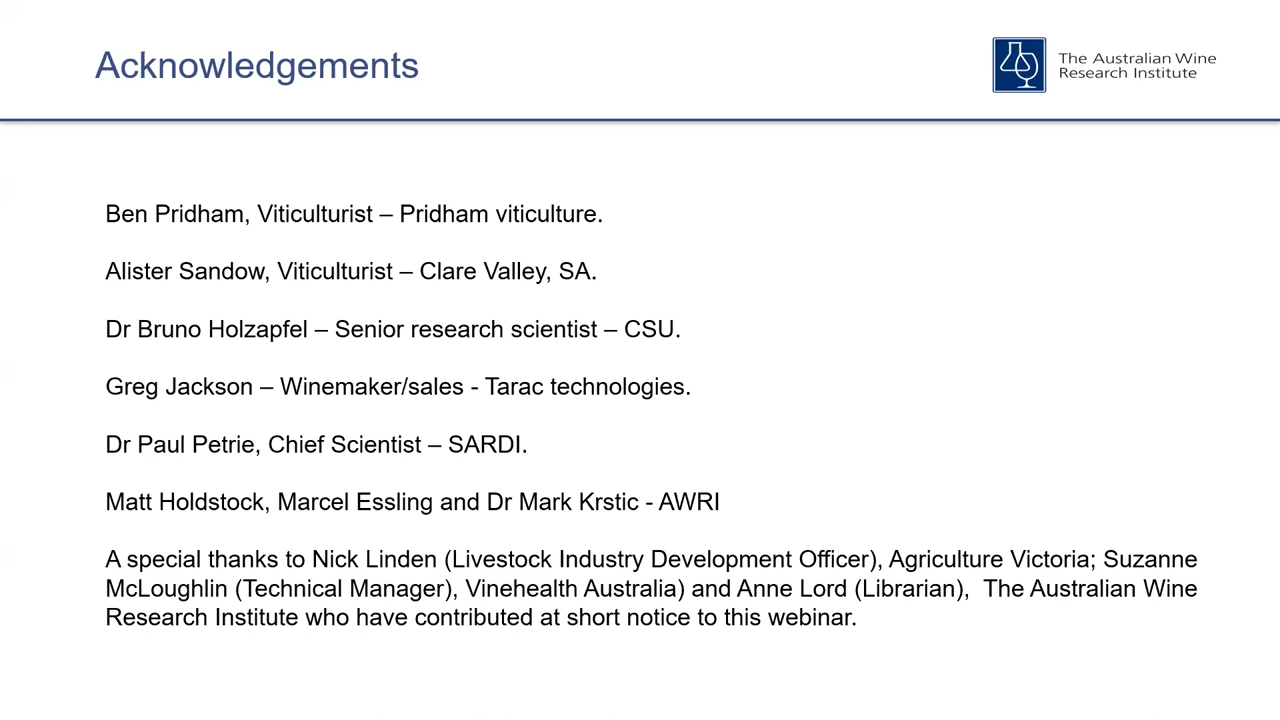 Acknowledgements
The Australian Wine
Research Institute
Ben Pridham, Viticulturist – Pridham viticulture.
Alister Sandow, Viticulturist – Clare Valley, SA.
Dr Bruno Holzapfel – Senior research scientist – CSU.
Greg Jackson – Winemaker/sales - Tarac technologies.
Dr Paul Petrie, Chief Scientist – SARDI.
Matt Holdstock, Marcel Essling and Dr Mark Krstic - AWRI
A special thanks to Nick Linden (Livestock Industry Development Officer), Agriculture Victoria; Suzanne
McLoughlin (Technical Manager), Vinehealth Australia) and Anne Lord (Librarian),  The Australian Wine
Research Institute who have contributed at short notice to this webinar.